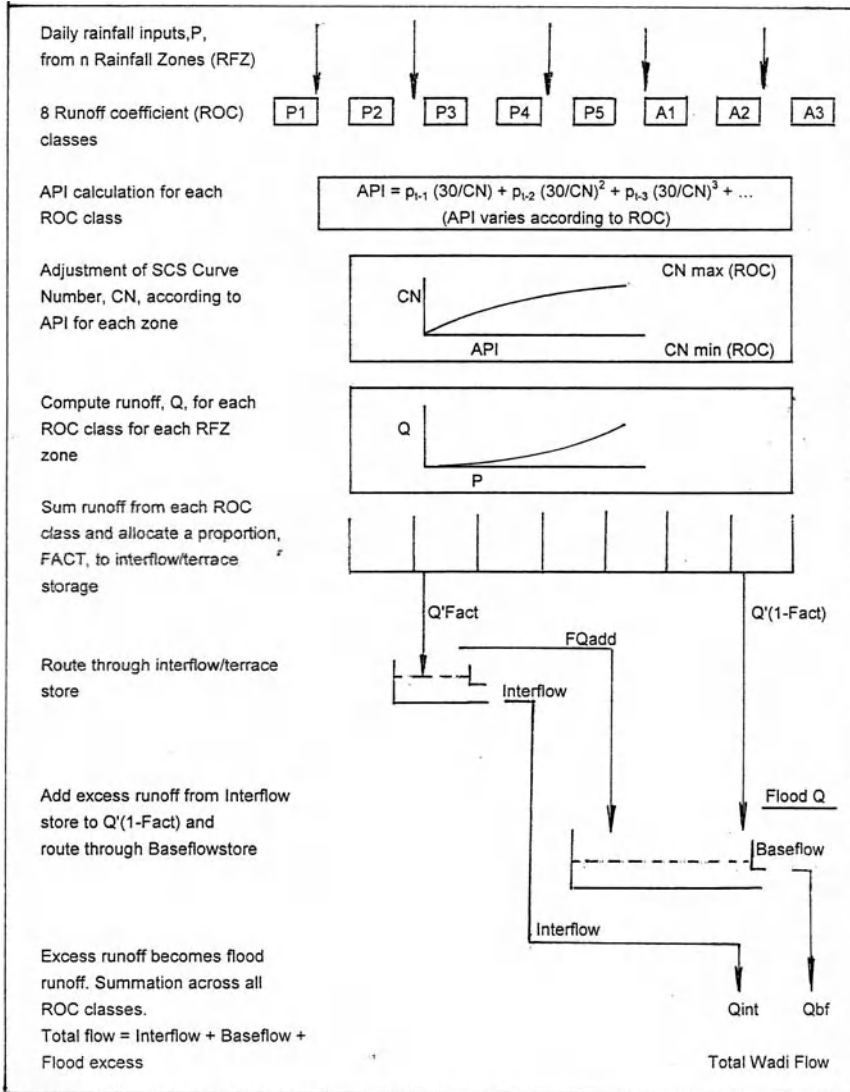 Daily rainfall inputs,P,
from n Rainfall Zones (RFZ)
8 Runoff coefficient (ROC)
classes
P1 P2 P3 P4 P5 A1 A2 A3
API calculation for each
ROC class
API = p_{t-1} (30/CN) + p_{t-2} (30/CN)² + p_{t-3} (30/CN)³ + ...
(API varies according to ROC)
Adjustment of SCS Curve
Number, CN, according to
API for each zone
CN max (ROC)
CN
API
CN min (ROC)
Compute runoff, Q, for each
ROC class for each RFZ
zone
Q
P
Sum runoff from each ROC
class and allocate a proportion,
FACT, to interflow/terrace
storage
Q'Fact
Q'(1-Fact)
FQadd
Route through interflow/terrace
store
Interflow
Add excess runoff from Interflow
store to Q'(1-Fact) and
route through Baseflowstore
Flood Q
Baseflow
Interflow
Excess runoff becomes flood
runoff. Summation across all
ROC classes.
Total flow = Interflow + Baseflow +
Flood excess
Qint Qbf
Total Wadi Flow